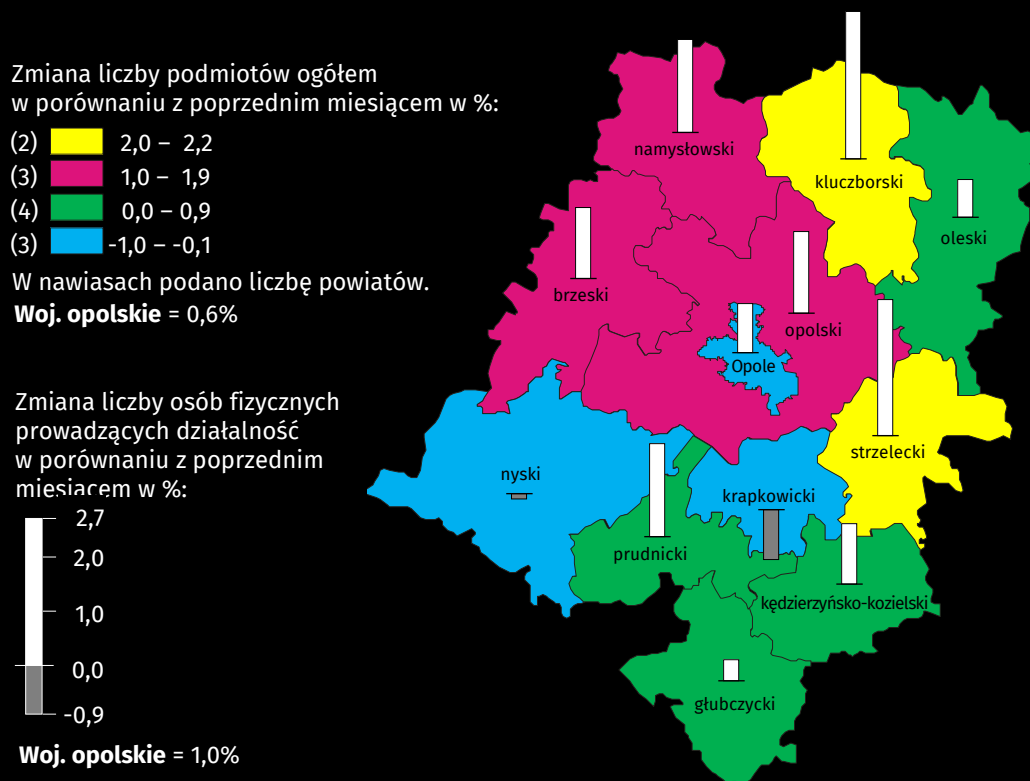 Zmiana liczby podmiotów ogółem
w porównaniu z poprzednim miesiącem w %:
(2) 2,0 – 2,2
(3) 1,0 – 1,9
(4) 0,0 – 0,9
(3) -1,0 – -0,1
W nawiasach podano liczbę powiatów.
Woj. opolskie = 0,6%
Zmiana liczby osób fizycznych
prowadzących działalność
w porównaniu z poprzednim
miesiącem w %:
2,7
2,0
1,0
0,0
-0,9
Woj. opolskie = 1,0%
namysłowski
kluczborski
oleski
brzeski
opolski
Opole
strzelecki
nyski
krapkowicki
prudnicki
kędzierzyńsko-kozielski
głubczycki